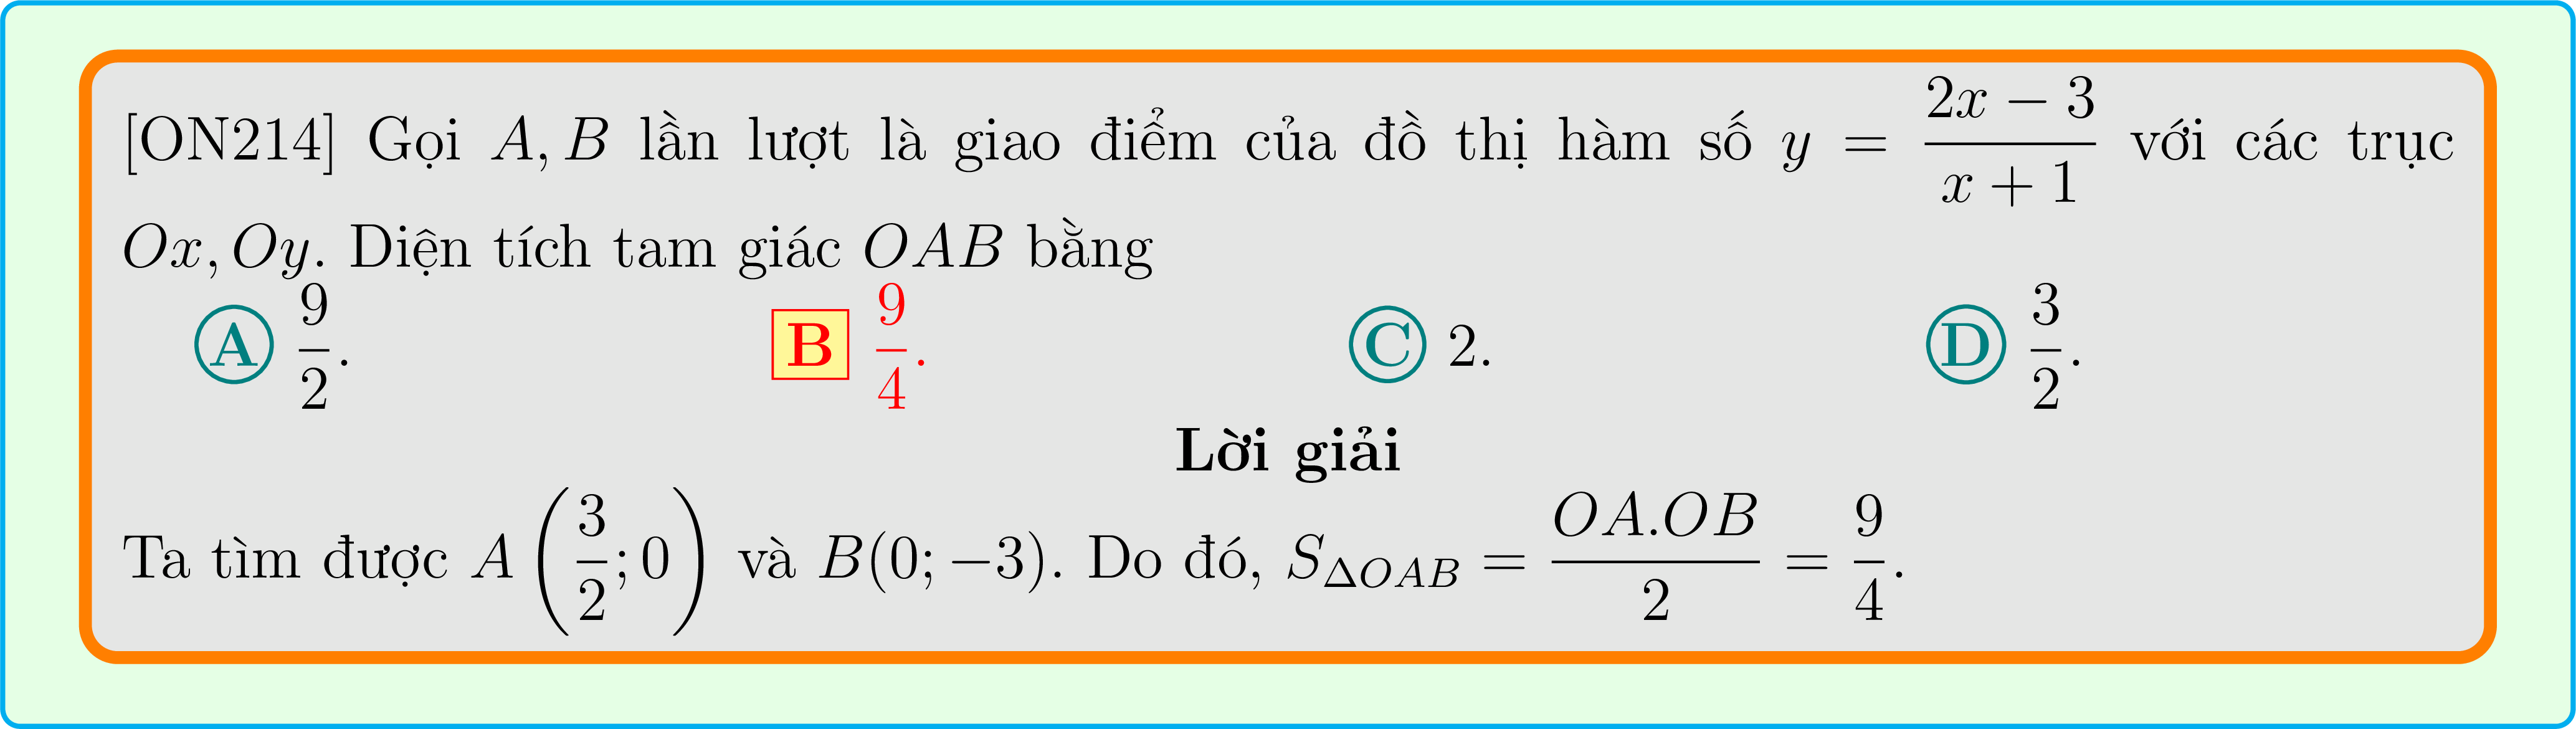 [ON214] Gọi A, B lần lượt là giao điểm của đồ thị hàm số y = \frac{2x − 3}{x + 1} với các trục
Ox, Oy. Diện tích tam giác OAB bằng
A \frac{9}{2}. B \frac{9}{4}. C 2. D \frac{3}{2}.
Lời giải
Ta tìm được A \left(\frac{3}{2}; 0\right) và B(0; −3). Do đó, S_{ΔOAB} = \frac{OA.OB}{2} = \frac{9}{4}.